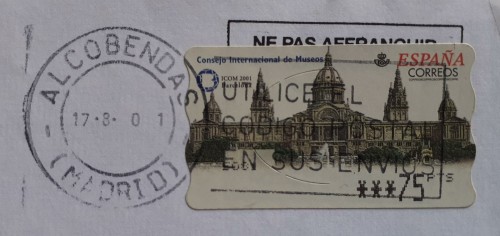 NE PAS AFFRANCHIR
ALCOBENDAS
17-8-01
(MADRID)
Consejo Internacional de Museos
ICOM 2001
Barcelona
ESPAÑA
CORREOS
UTILICE EL
CODIGO POSTAL
EN SUS ENVIOS
***75 PTS